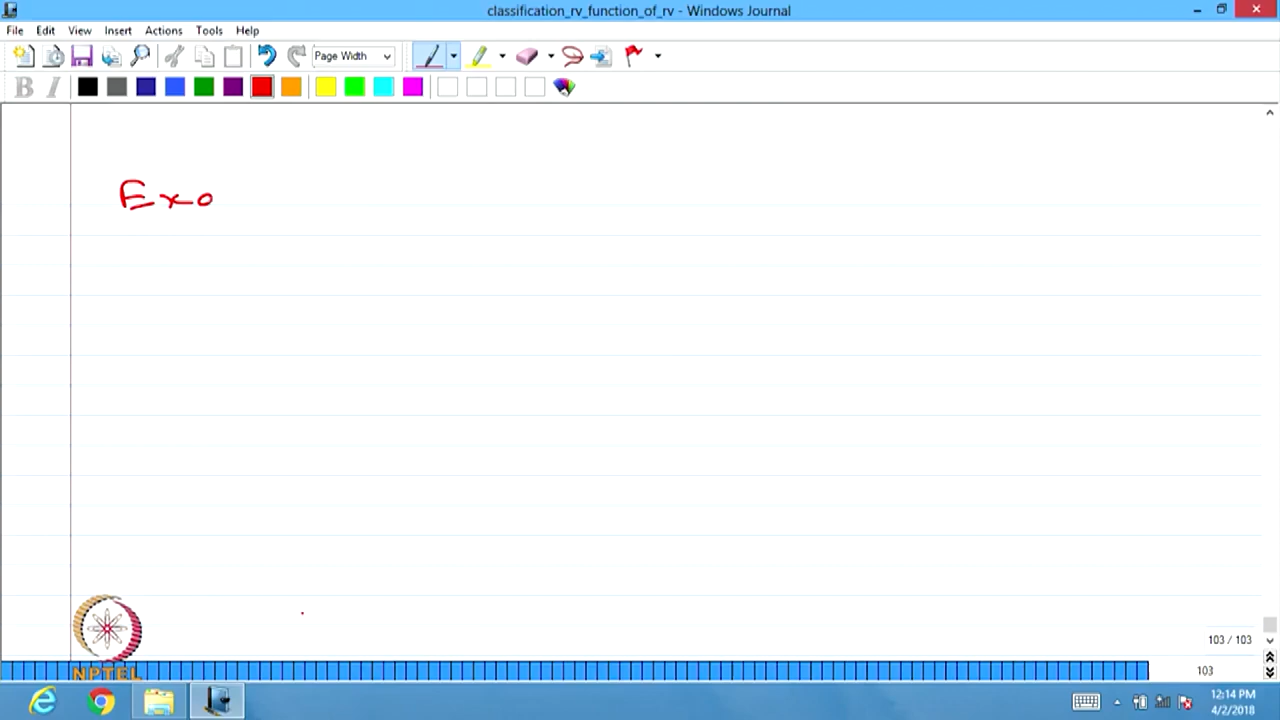 classification_rv_function_of_rv - Windows Journal
File Edit View Insert Actions Tools Help
Page Width
B I
Exo
103 / 103
NPTEL
103
12:14 PM
4/2/2018